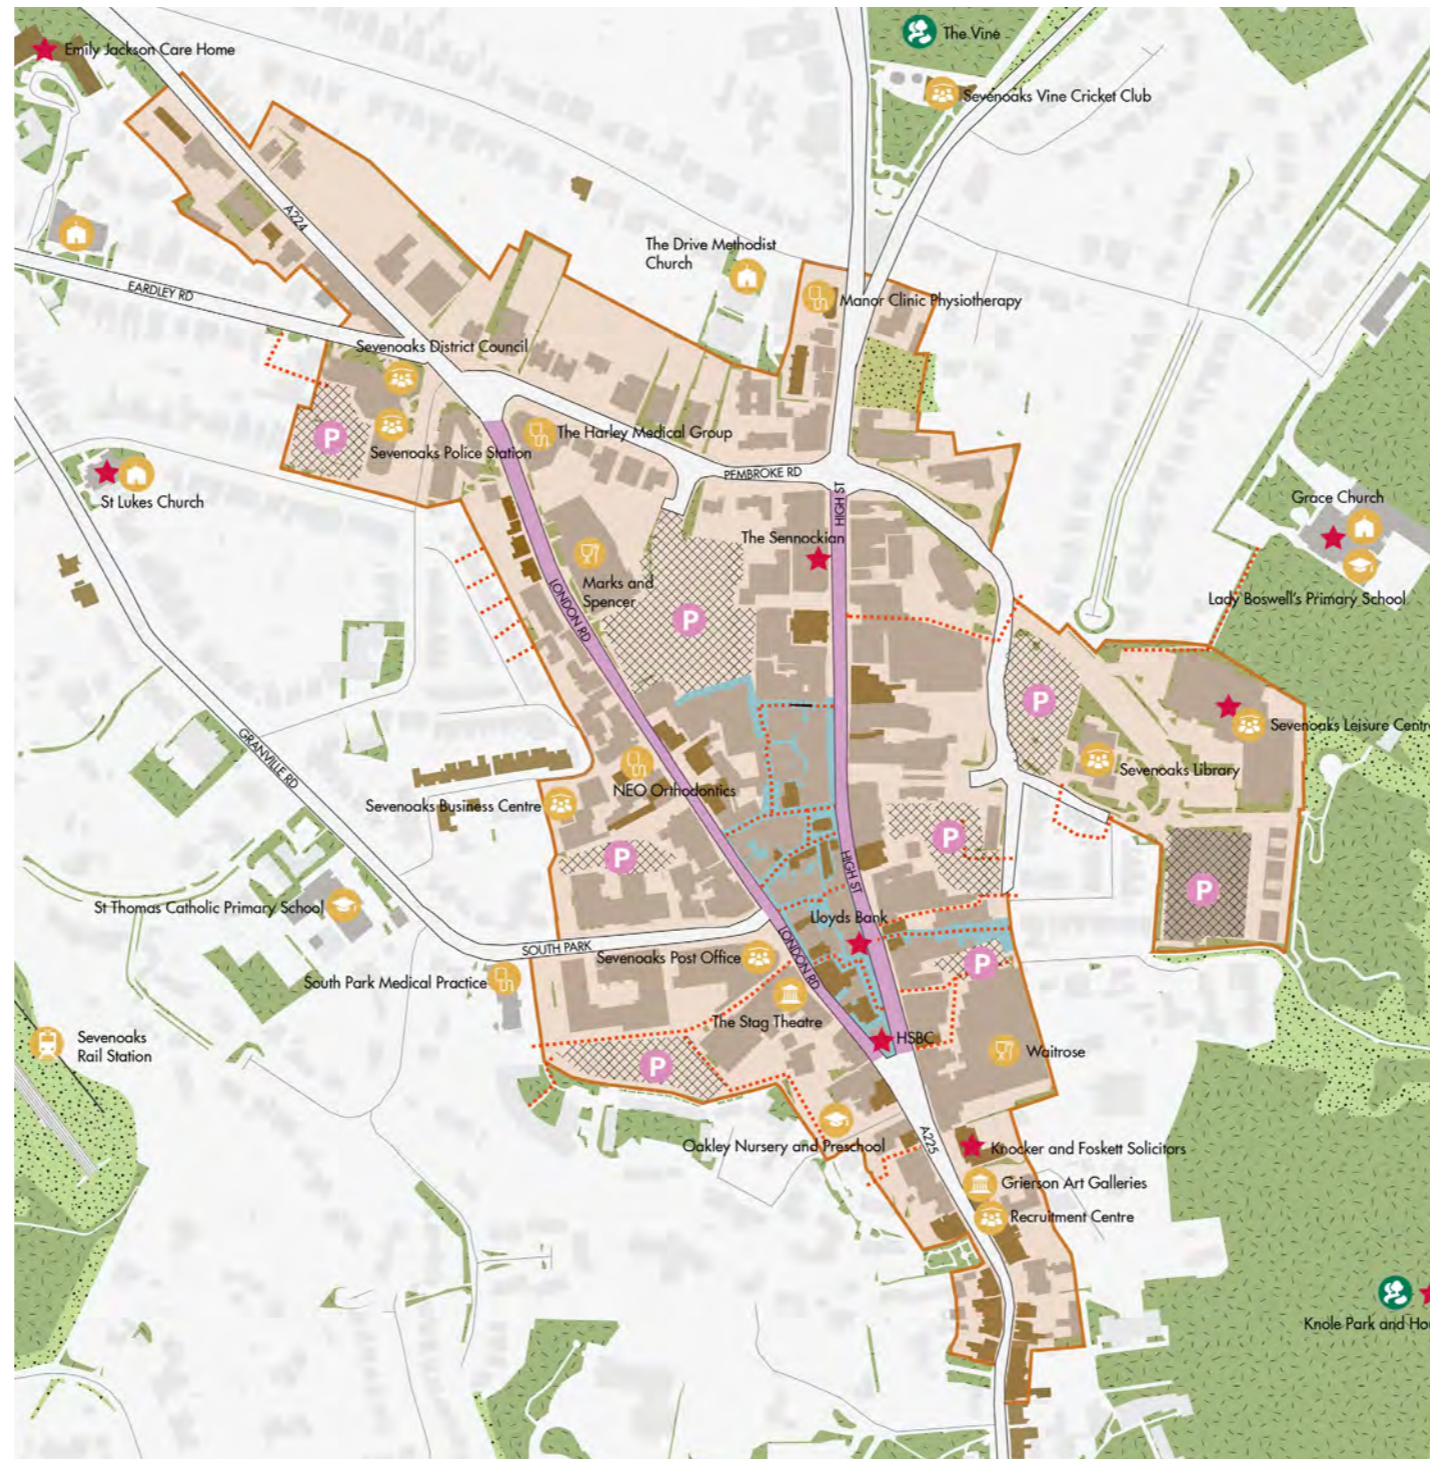 The Vine
Emily Jackson Care Home
Sevenoaks Vine Cricket Club
A224
The Drive Methodist
Church
EARDLEY RD
Manor Clinic Physiotherapy
Sevenoaks District Council
The Harley Medical Group
P
Sevenoaks Police Station
PEMBROKE RD
HIGH ST
St Lukes Church
Grace Church
The Sennockian
Marks and
Spencer
LONDON RD
Lady Boswell's Primary School
P
P
Sevenoaks Leisure Centr
GRANVILLE RD
Sevenoaks Library
NEO Orthodontics
Sevenoaks Business Centre
P
P
HIGH ST
P
St Thomas Catholic Primary School
Lloyds Bank
SOUTH PARK
Sevenoaks Post Office
LONDON RD
P
South Park Medical Practice
The Stag Theatre
Sevenoaks
Rail Station
HSBC
Waitrose
P
Oakley Nursery and Preschool
A225
Knocker and Foskett Solicitors
Grierson Art Galleries
Recruitment Centre
Knole Park and Hou